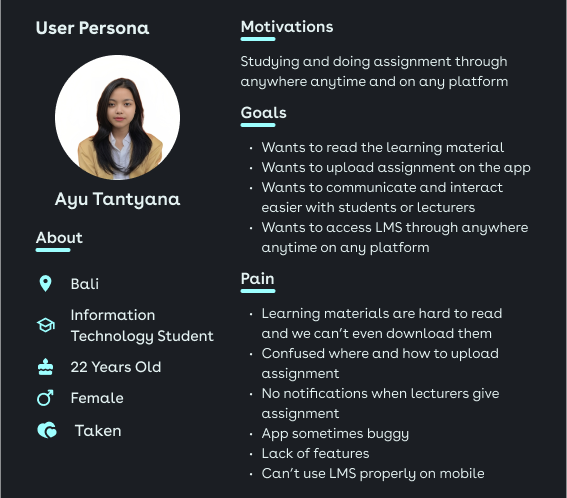 User Persona
Ayu Tantyana
About
Bali
Information
Technology Student
22 Years Old
Female
Taken
Motivations
Studying and doing assignment through
anywhere anytime and on any platform
Goals
• Wants to read the learning material
• Wants to upload assignment on the app
• Wants to communicate and interact
easier with students or lecturers
• Wants to access LMS through anywhere
anytime on any platform
Pain
• Learning materials are hard to read
and we can't even download them
• Confused where and how to upload
assignment
• No notifications when lecturers give
assignment
• App sometimes buggy
• Lack of features
• Can't use LMS properly on mobile